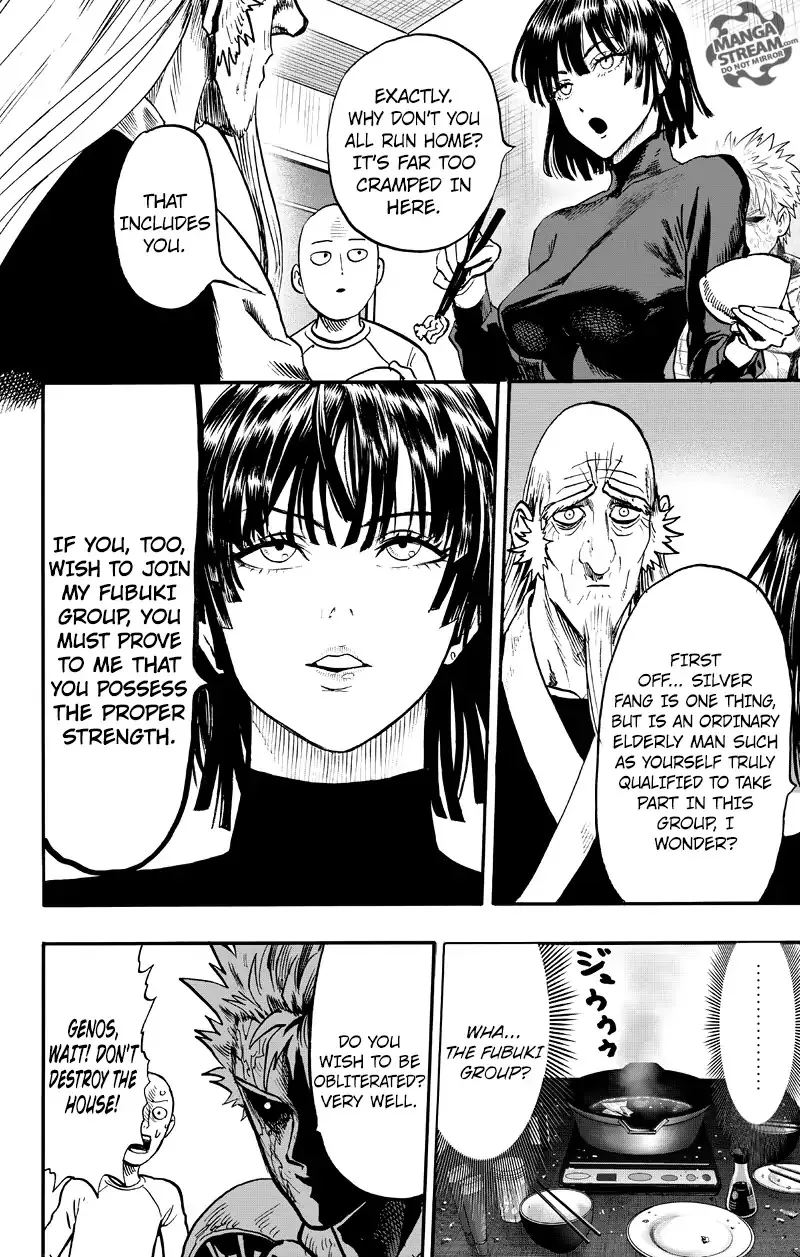 MANGA
STREAM.com
DO NOT MIRROR!
EXACTLY.
WHY DON'T YOU
ALL RUN HOME?
IT'S FAR TOO
CRAMPED IN
HERE.
THAT
INCLUDES
YOU.
FIRST
OFF... SILVER
FANG IS ONE THING,
BUT IS AN ORDINARY
ELDERLY MAN SUCH
AS YOURSELF TRULY
QUALIFIED TO TAKE
PART IN THIS
GROUP, I
WONDER?
IF YOU, TOO,
WISH TO JOIN
MY FUBUKI
GROUP, YOU
MUST PROVE
TO ME THAT
YOU POSSESS
THE PROPER
STRENGTH.
.........
ジュウウウ
WHA...
THE FUBUKI
GROUP?
DO YOU
WISH TO BE
OBLITERATED?
VERY WELL.
GENOS,
WAIT! DON'T
DESTROY THE
HOUSE!